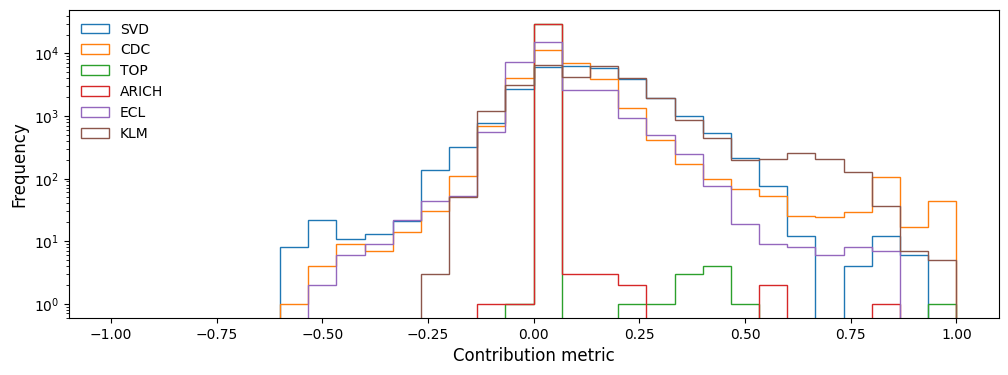 SVD
CDC
TOP
ARICH
ECL
KLM
Frequency
10⁴
10³
10²
10¹
10⁰
−1.00 −0.75 −0.50 −0.25 0.00 0.25 0.50 0.75 1.00
Contribution metric